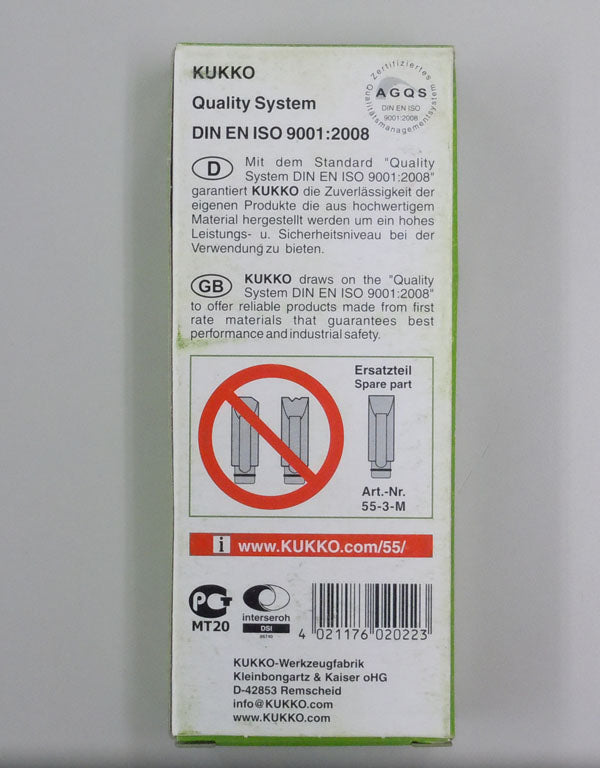 KUKKO
Quality System
DIN EN ISO 9001:2008
Zertifiziertes
Qualitätsmanagementsystem
AGQS
DIN EN ISO
9001:2008
D
Mit dem Standard "Quality
System DIN EN ISO 9001:2008"
garantiert KUKKO die Zuverlässigkeit der
eigenen Produkte die aus hochwertigem
Material hergestellt werden um ein hohes
Leistungs- u. Sicherheitsniveau bei der
Verwendung zu bieten.
GB
KUKKO draws on the "Quality
System DIN EN ISO 9001:2008"
to offer reliable products made from first
rate materials that guarantees best
performance and industrial safety.
Ersatzteil
Spare part
Art.-Nr.
55-3-M
i www.KUKKO.com/55/
PCT
MT20
interseroh
DSI
4 021176 020223
KUKKO-Werkzeugfabrik
Kleinbongartz & Kaiser oHG
D-42853 Remscheid
info@KUKKO.com
www.KUKKO.com